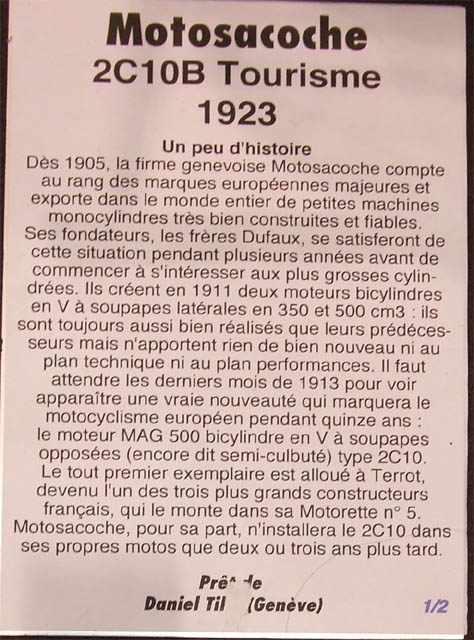 Motosacoche
2C10B Tourisme
1923
Un peu d'histoire
Dès 1905, la firme genevoise Motosacoche compte
au rang des marques européennes majeures et
exporte dans le monde entier de petites machines
monocylindres très bien construites et fiables.
Ses fondateurs, les frères Dufaux, se satisferont de
cette situation pendant plusieurs années avant de
commencer à s'intéresser aux plus grosses cylin-
drées. Ils créent en 1911 deux moteurs bicylindres
en V à soupapes latérales en 350 et 500 cm3 : ils
sont toujours aussi bien réalisés que leurs prédéces-
seurs mais n'apportent rien de bien nouveau ni au
plan technique ni au plan performances. Il faut
attendre les derniers mois de 1913 pour voir
apparaître une vraie nouveauté qui marquera le
motocyclisme européen pendant quinze ans :
le moteur MAG 500 bicylindre en V à soupapes
opposées (encore dit semi-culbuté) type 2C10.
Le tout premier exemplaire est alloué à Terrot,
devenu l'un des trois plus grands constructeurs
français, qui le monte dans sa Motorette n° 5.
Motosacoche, pour sa part, n'installera le 2C10 dans
ses propres motos que deux ou trois ans plus tard.
Prêt de
Daniel (Genève)
1/2